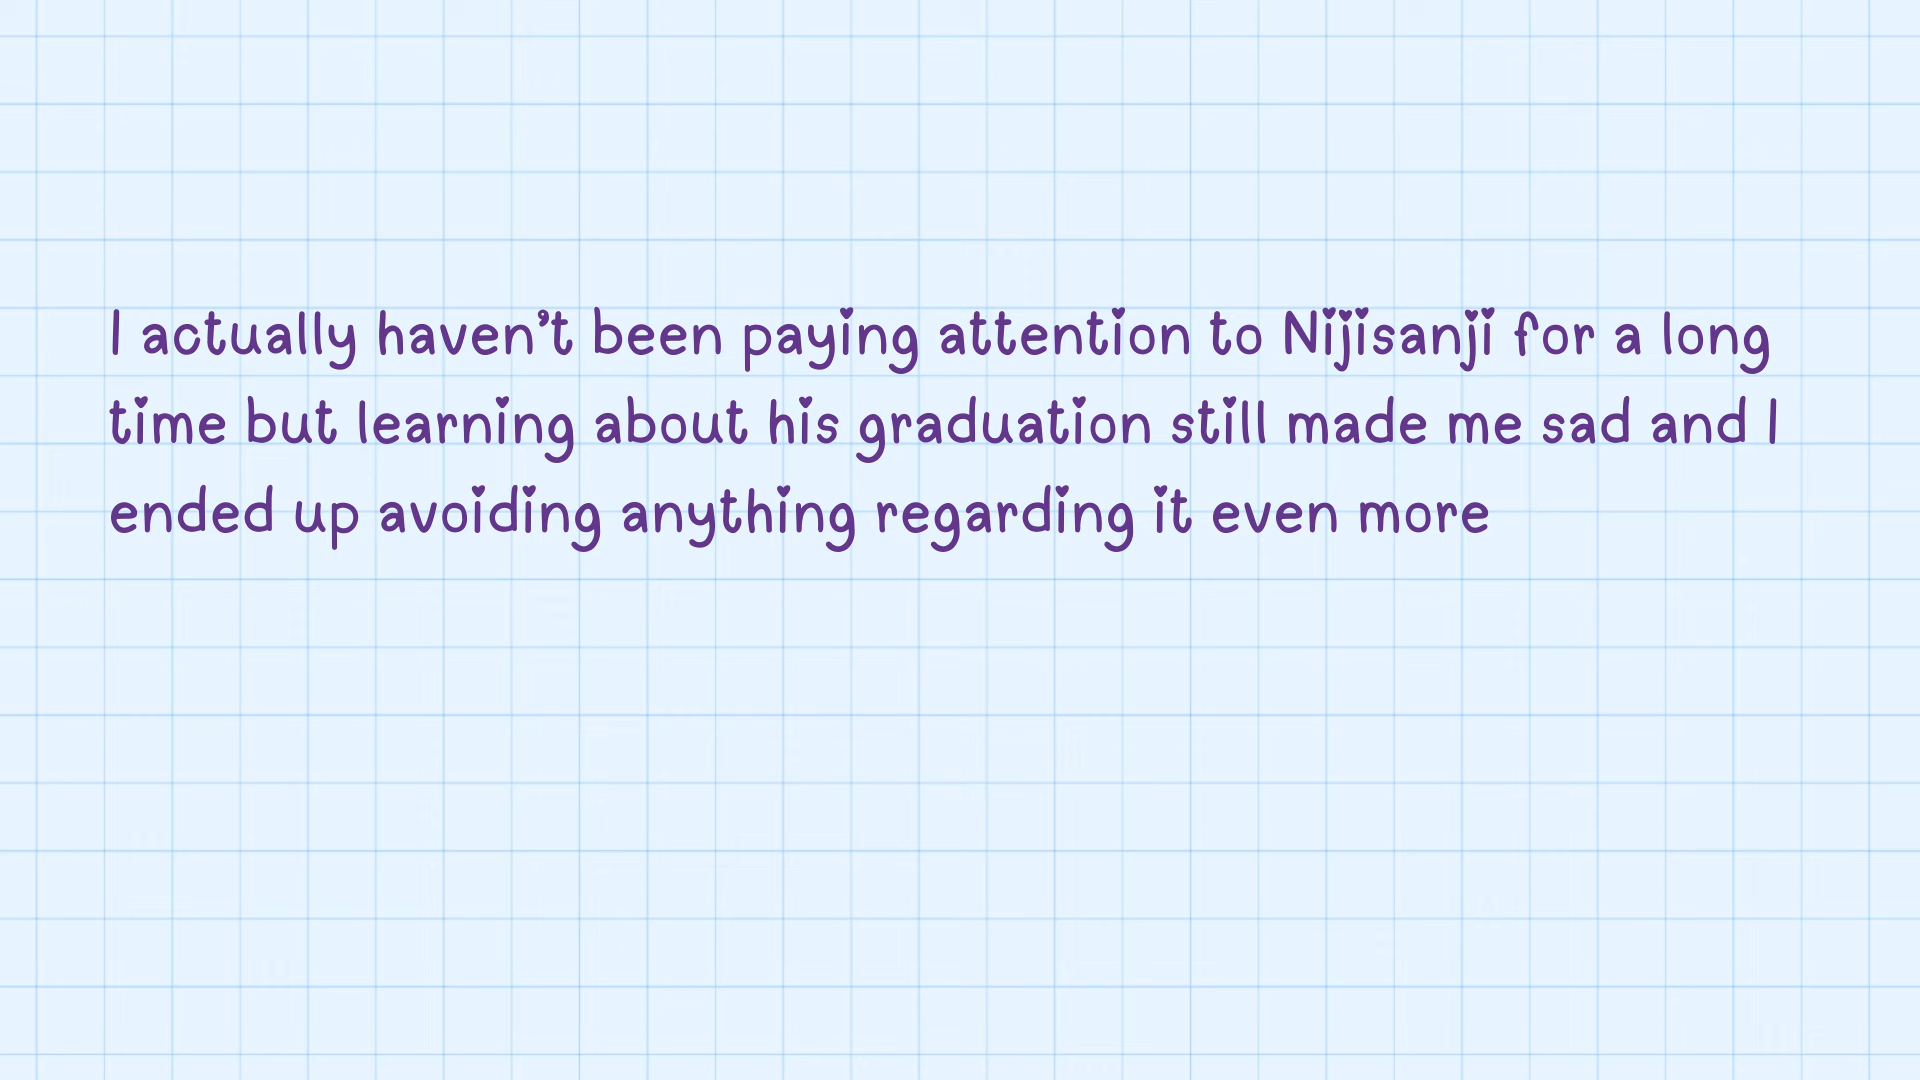 I actually haven't been paying attention to Nijisanji for a long
time but learning about his graduation still made me sad and I
ended up avoiding anything regarding it even more